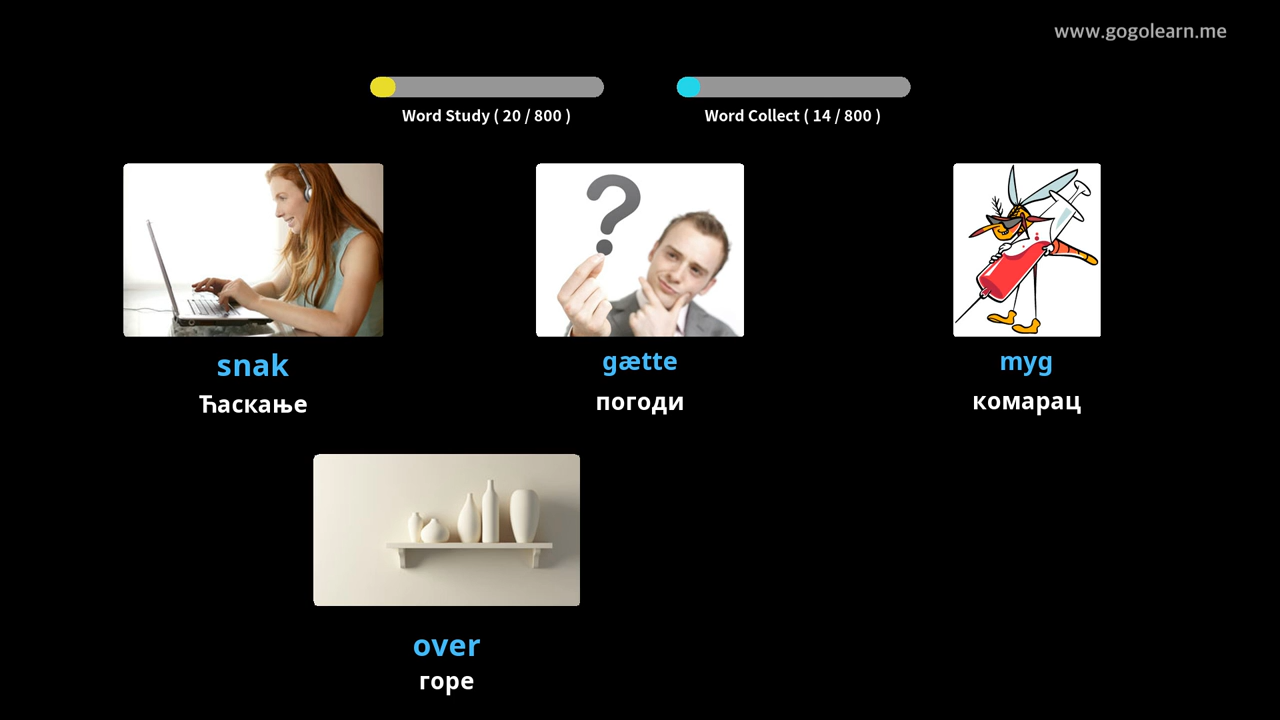 www.gogolearn.me
Word Study ( 20 / 800 )
Word Collect ( 14 / 800 )
snak
Ћаскање
gætte
погоди
myg
комарац
over
горе